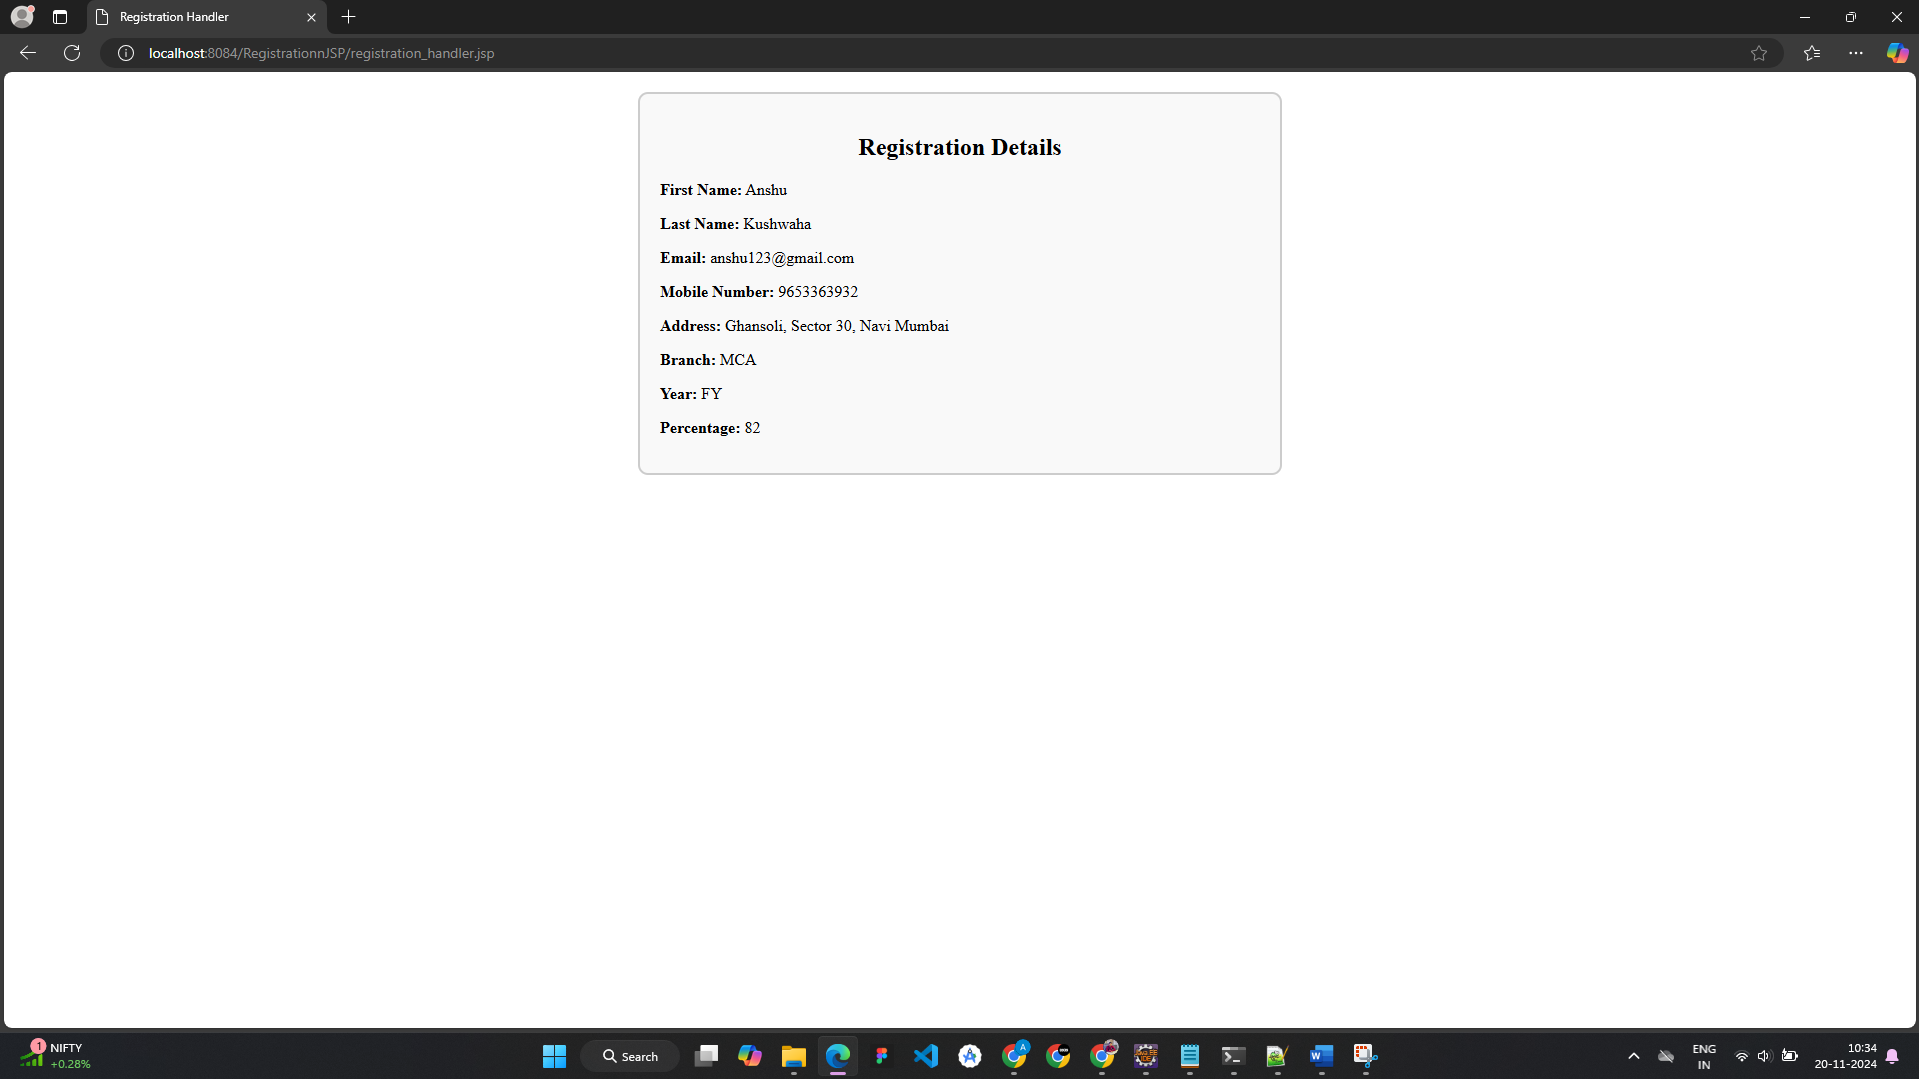 Registration Handler
localhost:8084/RegistrationnJSP/registration_handler.jsp
Registration Details
First Name: Anshu
Last Name: Kushwaha
Email: anshu123@gmail.com
Mobile Number: 9653363932
Address: Ghansoli, Sector 30, Navi Mumbai
Branch: MCA
Year: FY
Percentage: 82
1
NIFTY
+0.28%
Search
A
W
ENG
IN
10:34
20-11-2024